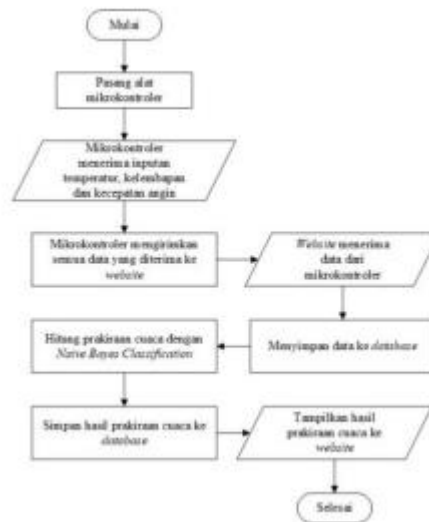 Mulai
Pasang alat
mikrokontroler
Mikrokontroler
menerima inputan
temperatur, kelembapan
dan kecepatan angin
Mikrokontroler mengirimkan
semua data yang diterima ke
website
Website menerima
data dari
mikrokontroler
Menyimpan data ke database
Hitung prakiraan cuaca dengan
Naive Bayes Classification
Simpan hasil prakiraan cuaca ke
database
Tampilkan hasil
prakiraan cuaca ke
website
Selesai